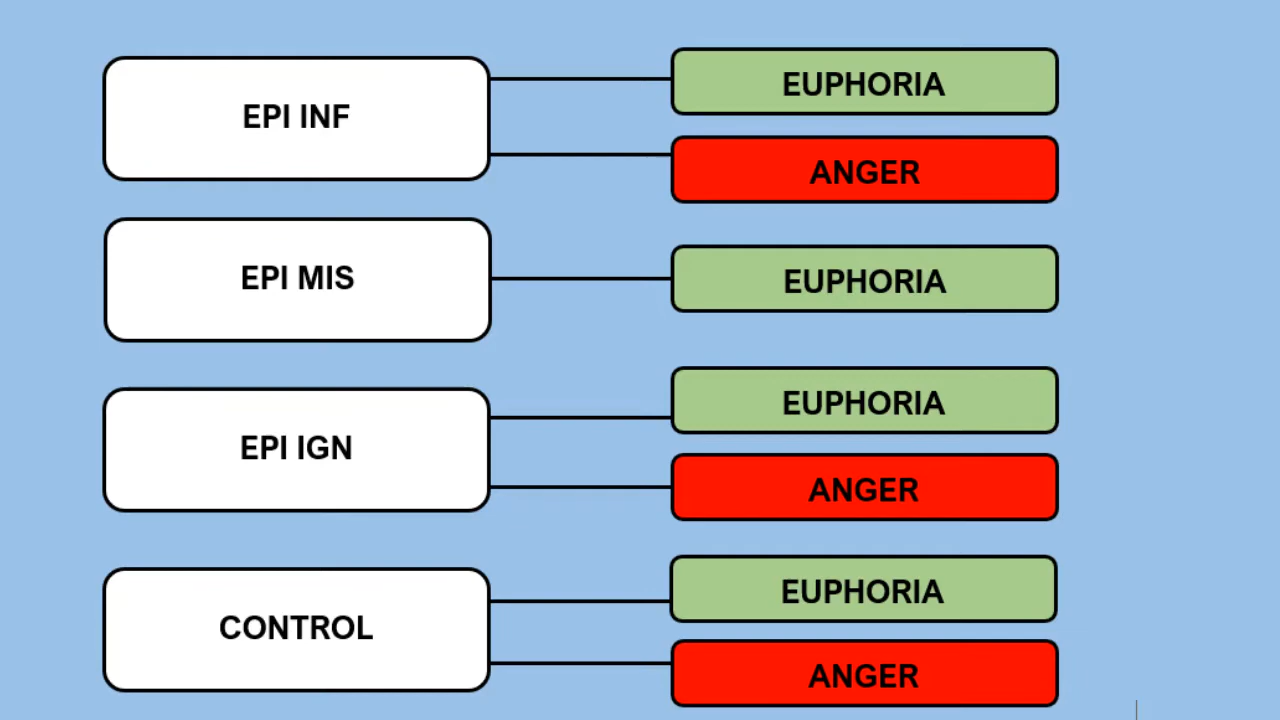 EPI INF
EUPHORIA
ANGER
EPI MIS
EUPHORIA
EPI IGN
EUPHORIA
ANGER
CONTROL
EUPHORIA
ANGER